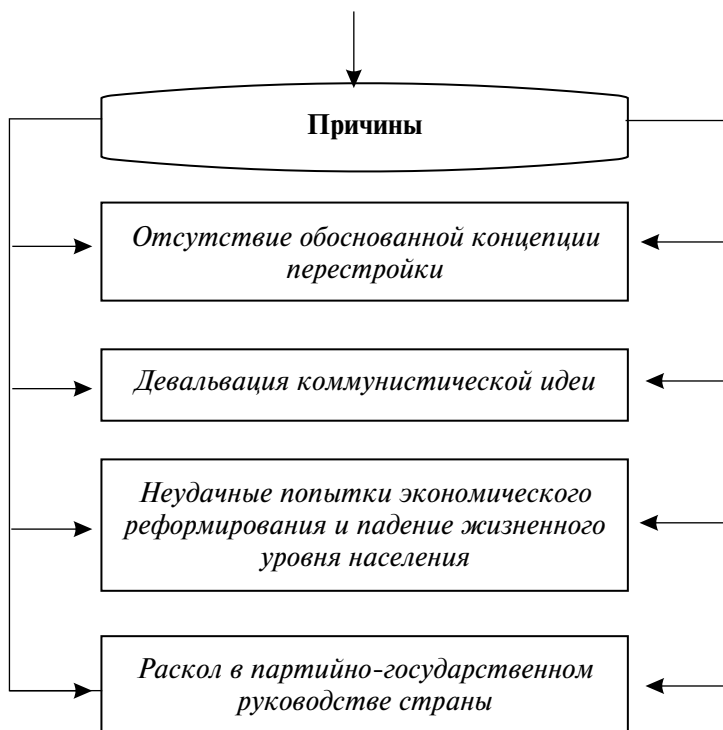 Причины
Отсутствие обоснованной концепции
перестройки
Девальвация коммунистической идеи
Неудачные попытки экономического
реформирования и падение жизненного
уровня населения
Раскол в партийно-государственном
руководстве страны